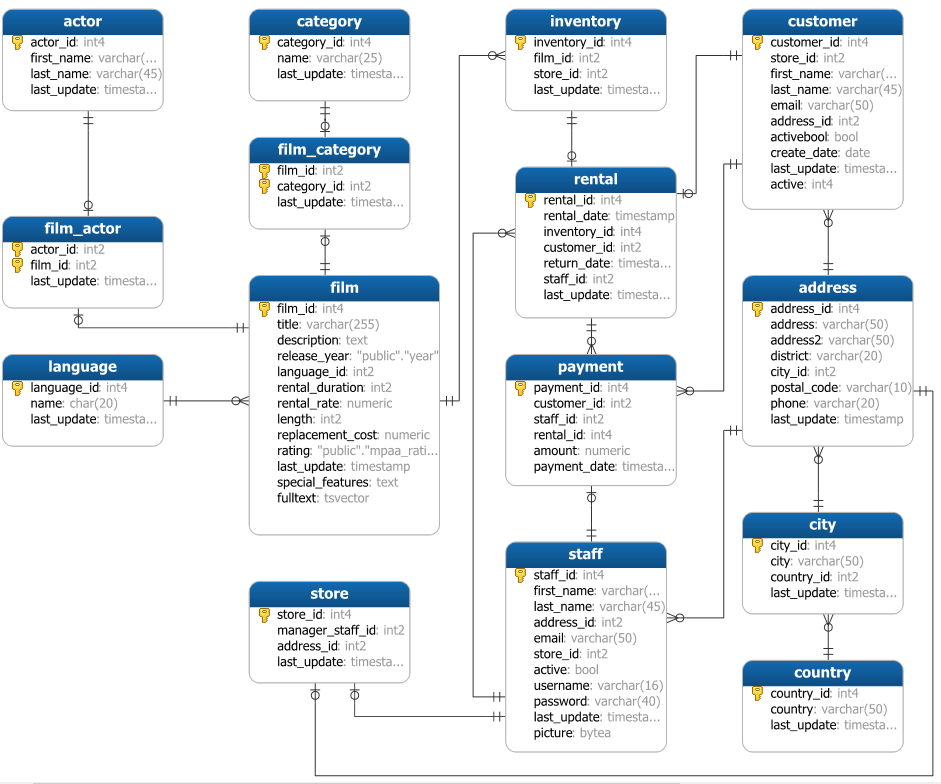 actor
actor_id: int4
first_name: varchar(...
last_name: varchar(45)
last_update: timesta...
category
category_id: int4
name: varchar(25)
last_update: timesta...
inventory
inventory_id: int4
film_id: int2
store_id: int2
last_update: timesta...
customer
customer_id: int4
store_id: int2
first_name: varchar(...
last_name: varchar(45)
email: varchar(50)
address_id: int2
activebool: bool
create_date: date
last_update: timesta...
active: int4
film_category
film_id: int2
category_id: int2
last_update: timesta...
rental
rental_id: int4
rental_date: timestamp
inventory_id: int4
customer_id: int2
return_date: timesta...
staff_id: int2
last_update: timesta...
film_actor
actor_id: int2
film_id: int2
last_update: timesta...
film
film_id: int4
title: varchar(255)
description: text
release_year: "public"."year"
language_id: int2
rental_duration: int2
rental_rate: numeric
length: int2
replacement_cost: numeric
rating: "public"."mpaa_rati...
last_update: timestamp
special_features: text
fulltext: tsvector
address
address_id: int4
address: varchar(50)
address2: varchar(50)
district: varchar(20)
city_id: int2
postal_code: varchar(10)
phone: varchar(20)
last_update: timestamp
language
language_id: int4
name: char(20)
last_update: timesta...
payment
payment_id: int4
customer_id: int2
staff_id: int2
rental_id: int4
amount: numeric
payment_date: timesta...
city
city_id: int4
city: varchar(50)
country_id: int2
last_update: timesta...
staff
staff_id: int4
first_name: varchar(...
last_name: varchar(45)
address_id: int2
email: varchar(50)
store_id: int2
active: bool
username: varchar(16)
password: varchar(40)
last_update: timesta...
picture: bytea
store
store_id: int4
manager_staff_id: int2
address_id: int2
last_update: timesta...
country
country_id: int4
country: varchar(50)
last_update: timesta...